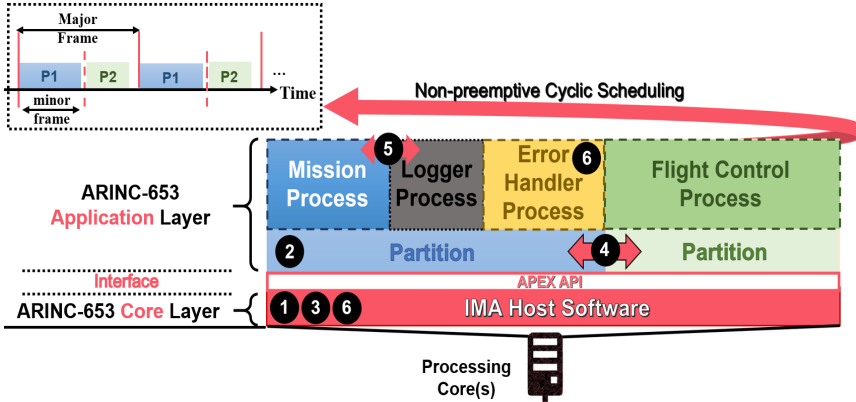 Major
Frame
P1
P2
P1
P2
...
Time
minor
frame
Non-preemptive Cyclic Scheduling
ARINC-653
Application Layer
Mission
Process
5
Logger
Process
Error
Handler
Process
6
Flight Control
Process
2
Partition
4
Partition
Interface
APEX API
ARINC-653 Core Layer
1
3
6
IMA Host Software
Processing
Core(s)